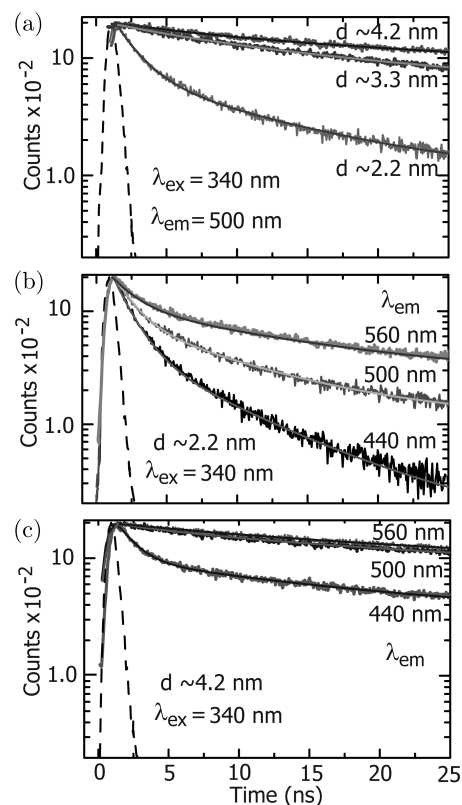 (a)
10
1.0
Counts x10⁻²
d ~4.2 nm
d ~3.3 nm
d ~2.2 nm
λex = 340 nm
λem = 500 nm
(b)
10
1.0
Counts x10⁻²
λem
560 nm
500 nm
440 nm
d ~2.2 nm
λex = 340 nm
(c)
10
1.0
Counts x10⁻²
560 nm
500 nm
440 nm
λem
d ~4.2 nm
λex = 340 nm
0 5 10 15 20 25
Time (ns)